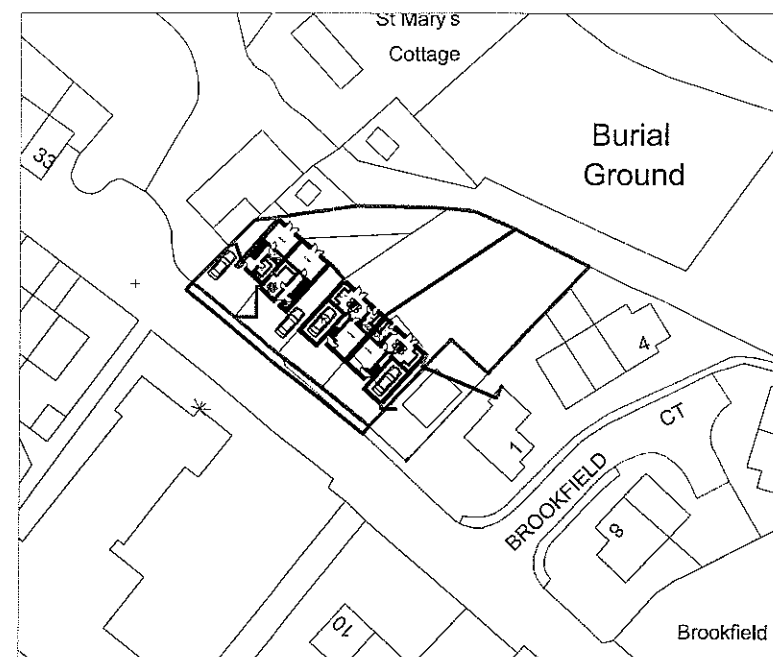 St Mary's
Cottage
Burial
Ground
33
4
1
BROOKFIELD
CT
8
10
Brookfield